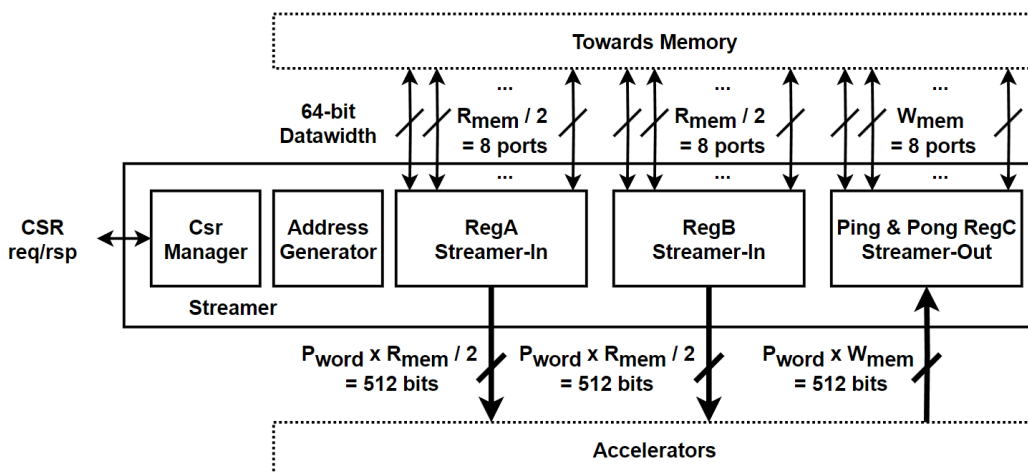 Towards Memory
64-bit
Datawidth
...
Rmem / 2
= 8 ports
...
...
Rmem / 2
= 8 ports
...
...
Wmem
= 8 ports
...
CSR
req/rsp
Csr
Manager
Address
Generator
RegA
Streamer-In
RegB
Streamer-In
Ping & Pong RegC
Streamer-Out
Streamer
Pword x Rmem / 2
= 512 bits
Pword x Rmem / 2
= 512 bits
Pword x Wmem
= 512 bits
Accelerators